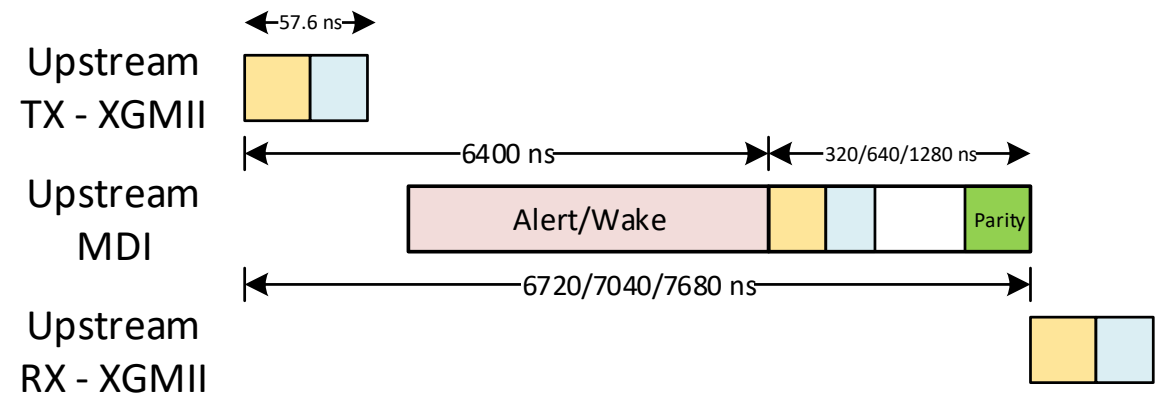 57.6 ns
Upstream
TX - XGMII
6400 ns
320/640/1280 ns
Upstream
MDI
Alert/Wake
Parity
6720/7040/7680 ns
Upstream
RX - XGMII